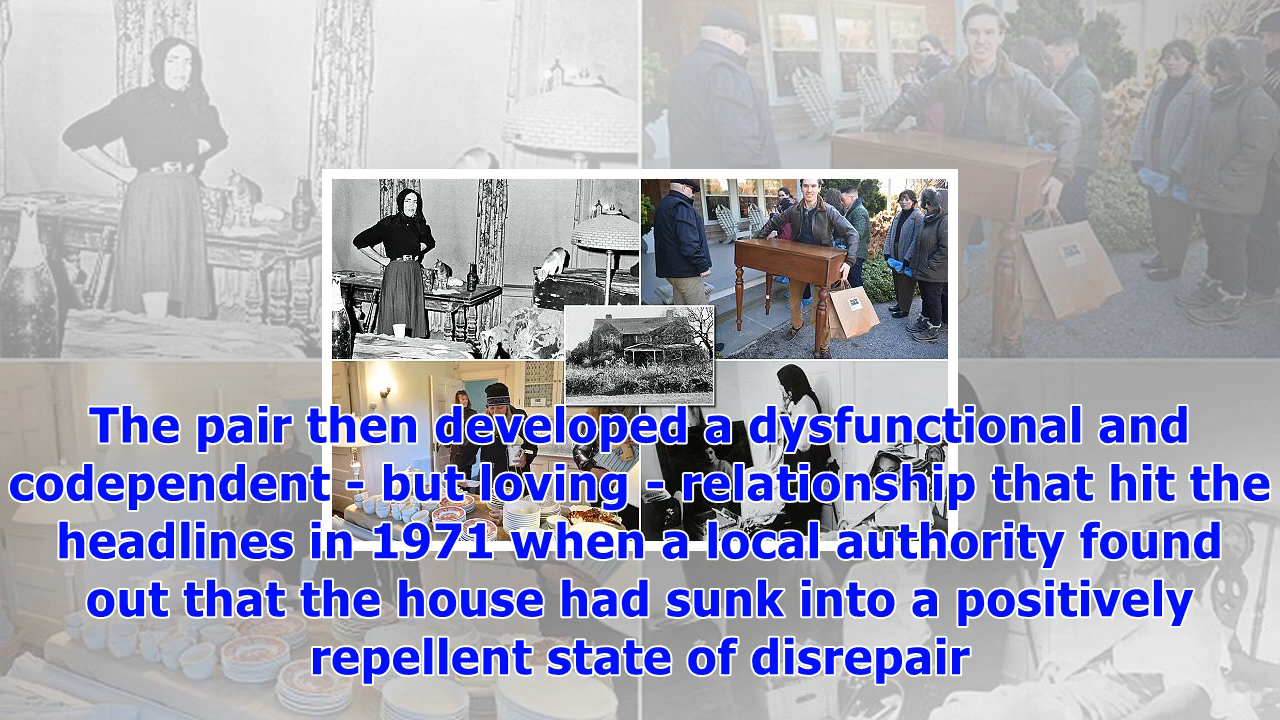 The pair then developed a dysfunctional and
codependent - but loving - relationship that hit the
headlines in 1971 when a local authority found
out that the house had sunk into a positively
repellent state of disrepair